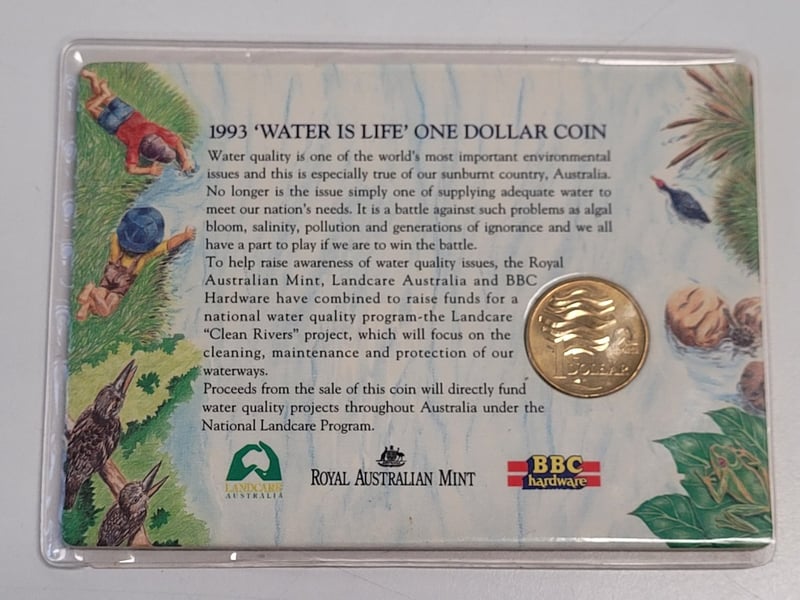 1993 ‘WATER IS LIFE’ ONE DOLLAR COIN
Water quality is one of the world's most important environmental
issues and this is especially true of our sunburnt country, Australia.
No longer is the issue simply one of supplying adequate water to
meet our nation's needs. It is a battle against such problems as algal
bloom, salinity, pollution and generations of ignorance and we all
have a part to play if we are to win the battle.
To help raise awareness of water quality issues, the Royal
Australian Mint, Landcare Australia and BBC
Hardware have combined to raise funds for a
national water quality program-the Landcare
“Clean Rivers” project, which will focus on the
cleaning, maintenance and protection of our
waterways.
Proceeds from the sale of this coin will directly fund
water quality projects throughout Australia under the
National Landcare Program.
1 DOLLAR
LANDCARE
AUSTRALIA
ROYAL AUSTRALIAN MINT
BBC
hardware